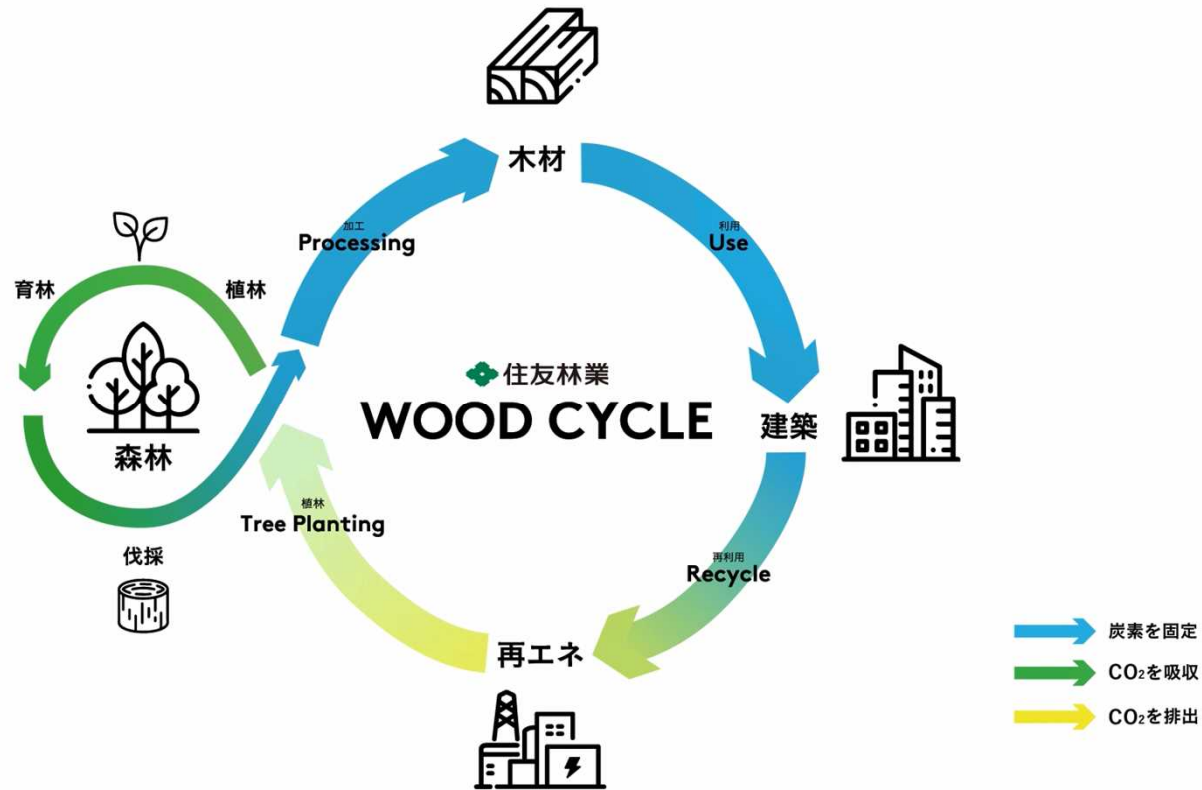 木材
加工
Processing
利用
Use
育林
植林
森林
伐採
住友林業
WOOD CYCLE
建築
植林
Tree Planting
再利用
Recycle
再エネ
炭素を固定
CO₂を吸収
CO₂を排出